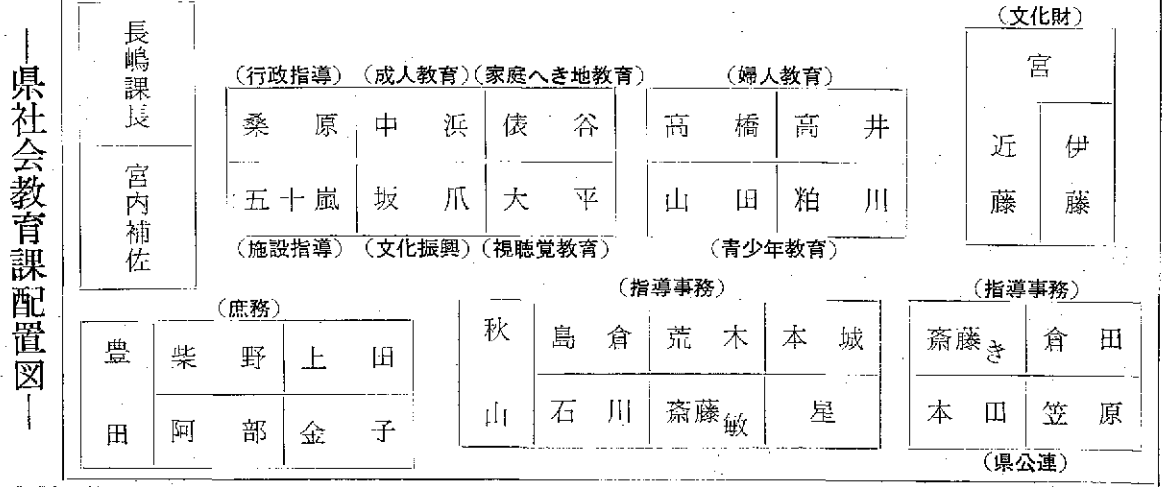 ―県社会教育課配置図―
長嶋課長
宮内補佐
(行政指導) (成人教育) (家庭へき地教育)
桑原 中浜 俵谷
五十嵐 坂爪 大平
(施設指導) (文化振興) (視聴覚教育)
(婦人教育)
高橋 高井
山田 粕川
(青少年教育)
(文化財)
宮
近藤 伊藤
(庶務)
豊田
柴野 上田
阿部 金子
(指導事務)
秋山
島倉 荒木 本城
石川 斎藤敏 星
(指導事務)
斎藤き 倉田
本田 笠原
(県公連)